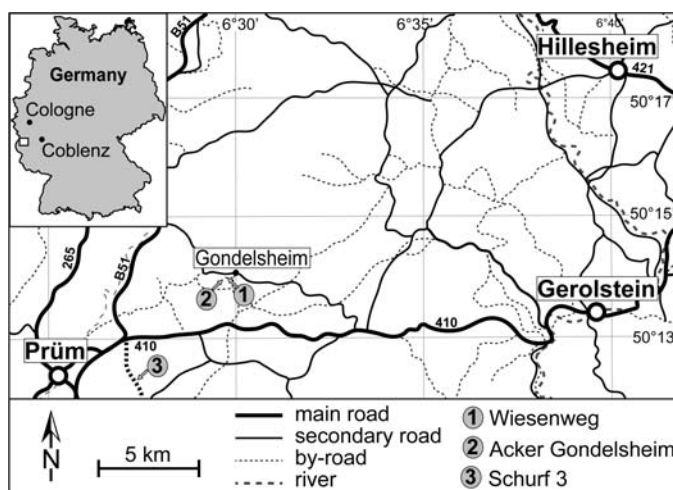 B51
6°30'
6°35'
6°40'
Germany
Cologne
Coblenz
Hillesheim
421
50°17'
50°15'
Gondelsheim
265
B51
2
1
Gerolstein
410
50°13'
Prüm
410
3
N
5 km
main road
secondary road
by-road
river
1 Wiesenweg
2 Acker Gondelsheim
3 Schurf 3